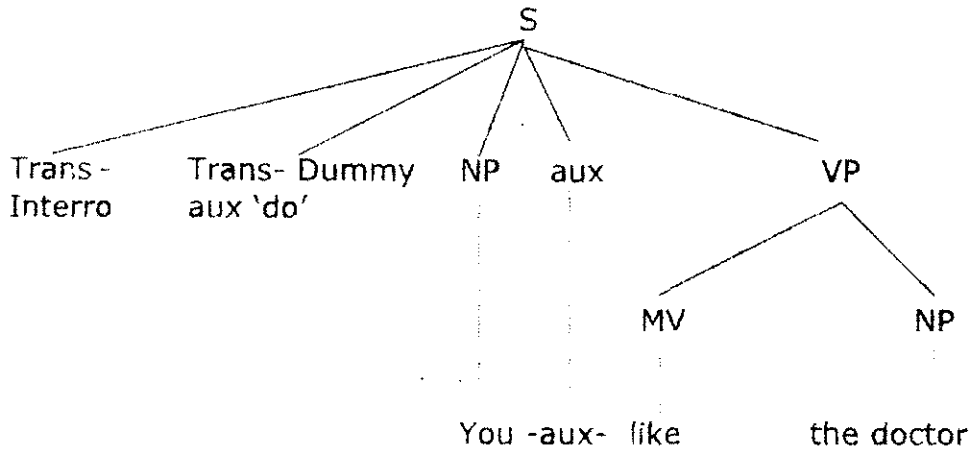 S
Trans - Interro Trans- Dummy aux 'do' NP aux VP
MV NP
You -aux- like the doctor